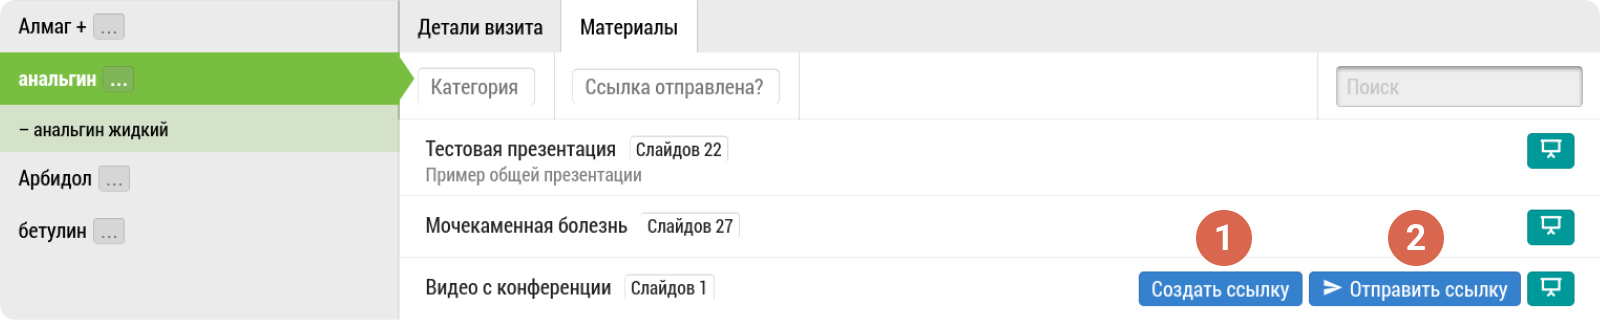 Алмаг + ...
анальгин ...
– анальгин жидкий
Арбидол ...
бетулин ...
Детали визита Материалы
Категория Ссылка отправлена? Поиск
Тестовая презентация Слайдов 22
Пример общей презентации
Мочекаменная болезнь Слайдов 27
1 2
Видео с конференции Слайдов 1 Создать ссылку Отправить ссылку